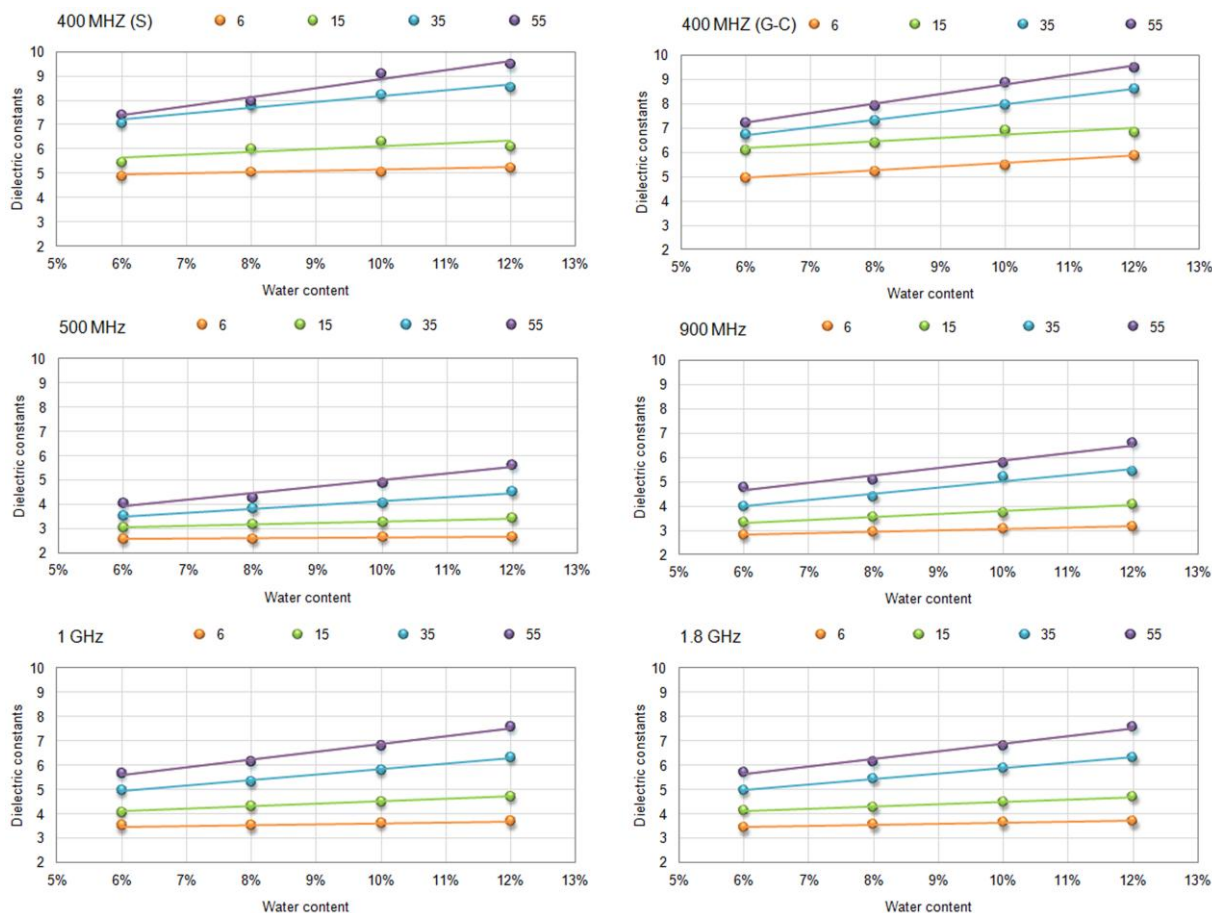 400 MHZ (S) 6 15 35 55
Dielectric constants
10
9
8
7
6
5
4
3
2
5% 6% 7% 8% 9% 10% 11% 12% 13%
Water content
400 MHZ (G-C) 6 15 35 55
Dielectric constants
10
9
8
7
6
5
4
3
2
5% 6% 7% 8% 9% 10% 11% 12% 13%
Water content
500 MHz 6 15 35 55
Dielectric constants
10
9
8
7
6
5
4
3
2
5% 6% 7% 8% 9% 10% 11% 12% 13%
Water content
900 MHz 6 15 35 55
Dielectric constants
10
9
8
7
6
5
4
3
2
5% 6% 7% 8% 9% 10% 11% 12% 13%
Water content
1 GHz 6 15 35 55
Dielectric constants
10
9
8
7
6
5
4
3
2
5% 6% 7% 8% 9% 10% 11% 12% 13%
Water content
1.8 GHz 6 15 35 55
Dielectric constants
10
9
8
7
6
5
4
3
2
5% 6% 7% 8% 9% 10% 11% 12% 13%
Water content